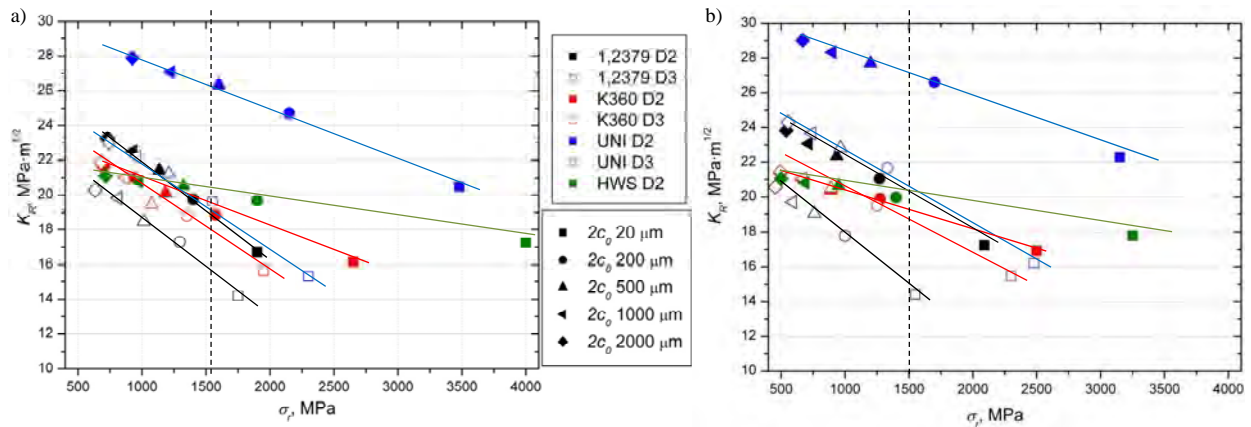 a)
30
28
26
24
22
20
18
16
14
12
10
K_R, MPa·m^1/2
500 1000 1500 2000 2500 3000 3500 4000
σ_r, MPa
1,2379 D2
1,2379 D3
K360 D2
K360 D3
UNI D2
UNI D3
HWS D2
2c_0 20 µm
2c_0 200 µm
2c_0 500 µm
2c_0 1000 µm
2c_0 2000 µm
b)
30
28
26
24
22
20
18
16
14
12
10
K_R, MPa·m^1/2
500 1000 1500 2000 2500 3000 3500 4000
σ_r, MPa